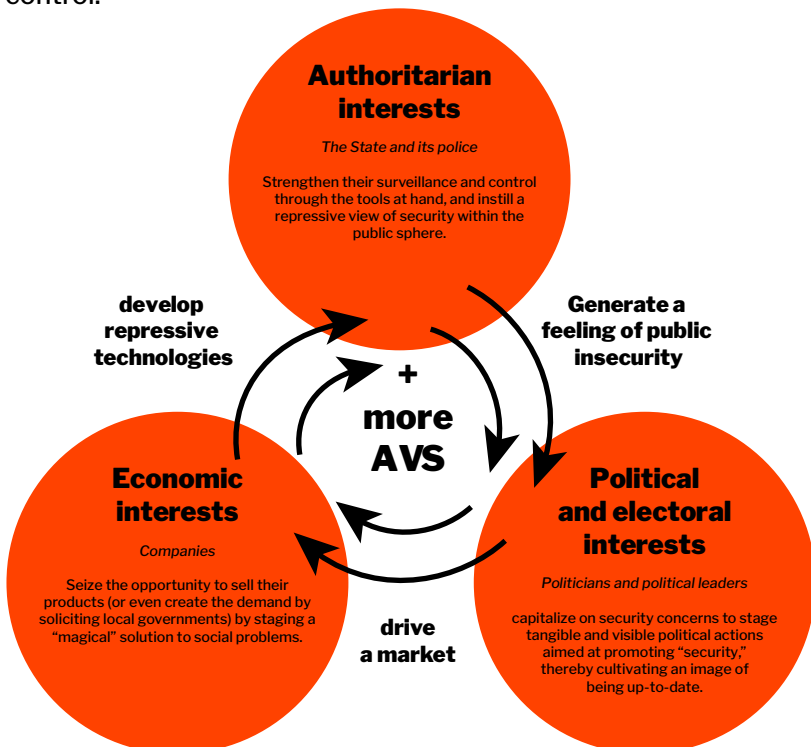 control.
Authoritarian
interests
The State and its police
Strengthen their surveillance and control
through the tools at hand, and instill a
repressive view of security within the
public sphere.
develop
repressive
technologies
Generate a
feeling of public
insecurity
+
more
AVS
Economic
interests
Companies
Seize the opportunity to sell their
products (or even create the demand by
soliciting local governments) by staging a
“magical” solution to social problems.
Political
and electoral
interests
Politicians and political leaders
capitalize on security concerns to stage
tangible and visible political actions
aimed at promoting “security,”
thereby cultivating an image of
being up-to-date.
drive
a market